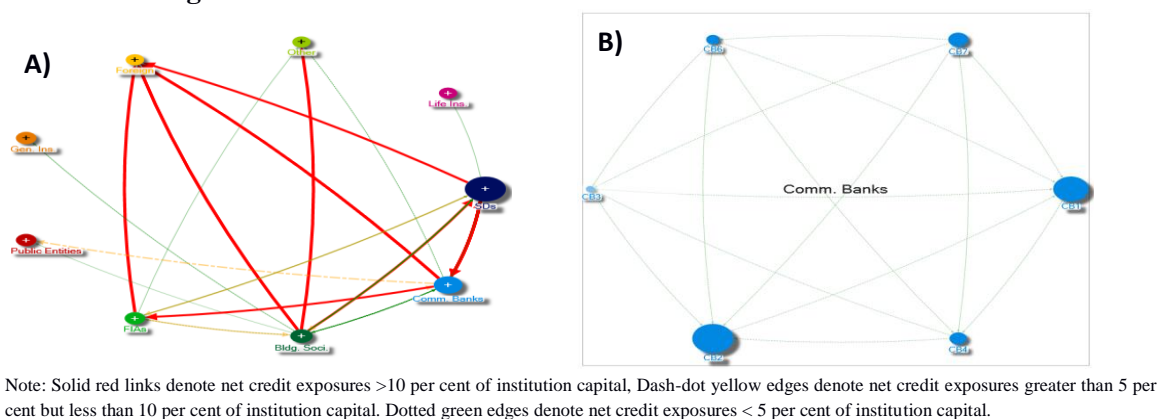 A)
B)
Foreign
Other
Life Ins.
Gen. Ins.
SDs
Public Entities
Comm. Banks
FIAs
Bldg. Soci.
CB6
CB7
CB3
Comm. Banks
CB1
CB2
CB4
Note: Solid red links denote net credit exposures >10 per cent of institution capital, Dash-dot yellow edges denote net credit exposures greater than 5 per
cent but less than 10 per cent of institution capital. Dotted green edges denote net credit exposures < 5 per cent of institution capital.